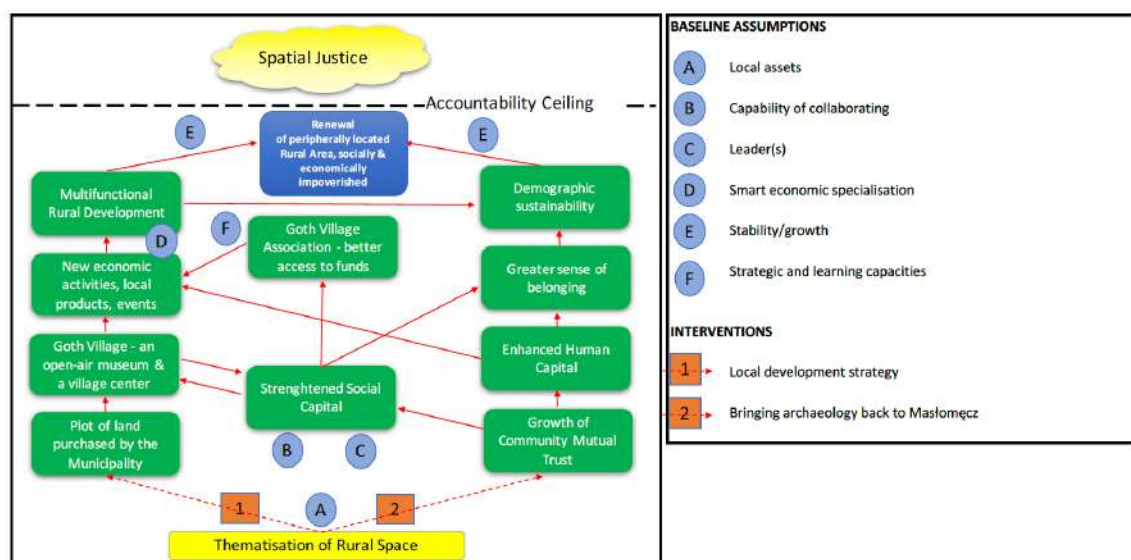 Spatial Justice
Accountability Ceiling
E
Renewal
of peripherally located
Rural Area, socially &
economically
impoverished
E
Multifunctional
Rural Development
Demographic
sustainability
D
F
Goth Village
Association - better
access to funds
New economic
activities, local
products, events
Greater sense of
belonging
Goth Village - an
open-air museum &
a village center
Strenghtened Social
Capital
Enhanced Human
Capital
Plot of land
purchased by the
Municipality
B
C
Growth of
Community Mutual
Trust
1
A
2
Thematisation of Rural Space
BASELINE ASSUMPTIONS
A Local assets
B Capability of collaborating
C Leader(s)
D Smart economic specialisation
E Stability/growth
F Strategic and learning capacities
INTERVENTIONS
1 Local development strategy
2 Bringing archaeology back to Masłomęcz